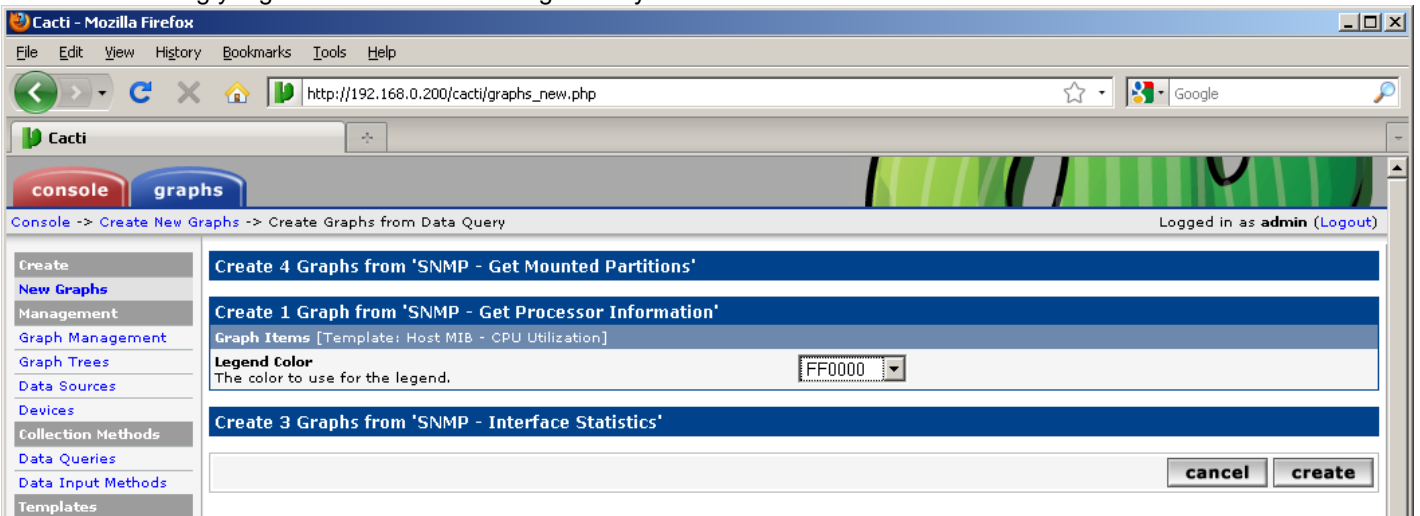 Cacti - Mozilla Firefox
File Edit View History Bookmarks Tools Help
http://192.168.0.200/cacti/graphs_new.php Google
Cacti
console graphs
Console -> Create New Graphs -> Create Graphs from Data Query Logged in as admin (Logout)
Create
New Graphs
Management
Graph Management
Graph Trees
Data Sources
Devices
Collection Methods
Data Queries
Data Input Methods
Templates
Create 4 Graphs from 'SNMP - Get Mounted Partitions'
Create 1 Graph from 'SNMP - Get Processor Information'
Graph Items [Template: Host MIB - CPU Utilization]
Legend Color
The color to use for the legend.
FF0000
Create 3 Graphs from 'SNMP - Interface Statistics'
cancel create